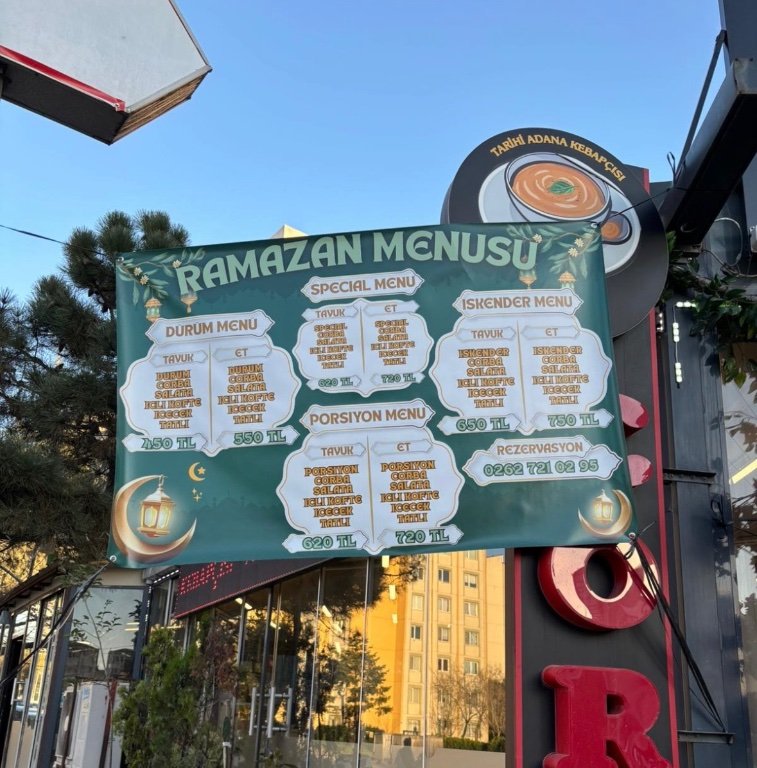 TARİHİ ADANA KEBAPÇISI
RAMAZAN MENUSU
DURUM MENU
TAVUK
DURUM
CORBA
SALATA
ICLI KOFTE
ICECEK
TATLI
450 TL
ET
DURUM
CORBA
SALATA
ICLI KOFTE
ICECEK
TATLI
550 TL
SPECIAL MENU
TAVUK
SPECIAL
CORBA
SALATA
ICLI KOFTE
ICECEK
TATLI
620 TL
ET
SPECIAL
CORBA
SALATA
ICLI KOFTE
ICECEK
TATLI
720 TL
ISKENDER MENU
TAVUK
ISKENDER
CORBA
SALATA
ICLI KOFTE
ICECEK
TATLI
650 TL
ET
ISKENDER
CORBA
SALATA
ICLI KOFTE
ICECEK
TATLI
750 TL
PORSIYON MENU
TAVUK
PORSIYON
CORBA
SALATA
ICLI KOFTE
ICECEK
TATLI
620 TL
ET
PORSIYON
CORBA
SALATA
ICLI KOFTE
ICECEK
TATLI
720 TL
REZERVASYON
0262 721 02 95
O
R